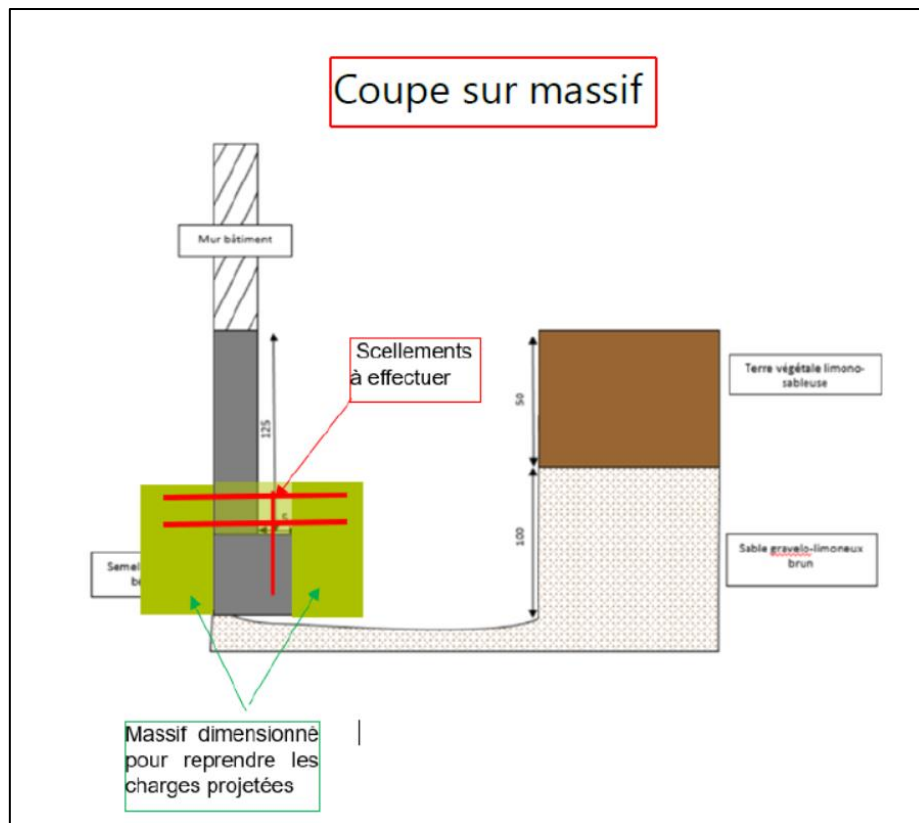 Coupe sur massif
Mur bâtiment
Scellements
à effectuer
125
50
Terre végétale limono-
sableuse
5
100
Sable gravelo-limoneux
brun
Massif dimensionné
pour reprendre les
charges projetées